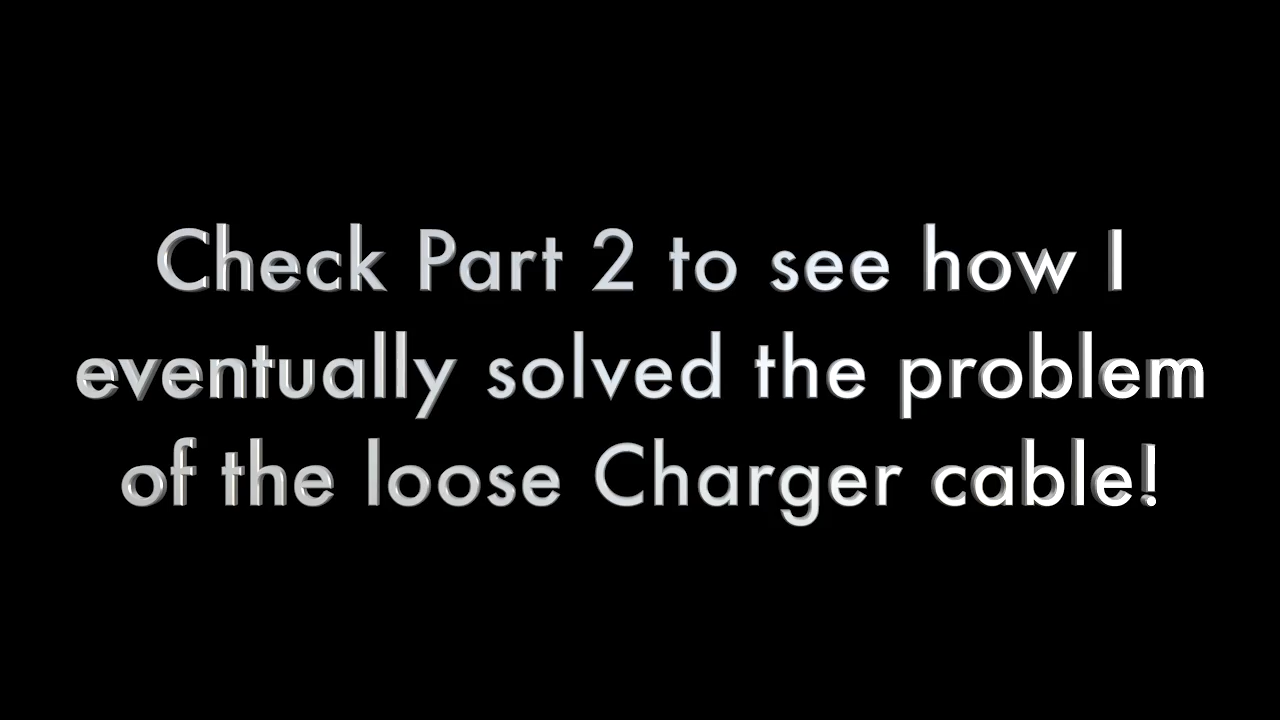 Check Part 2 to see how I
eventually solved the problem
of the loose Charger cable!